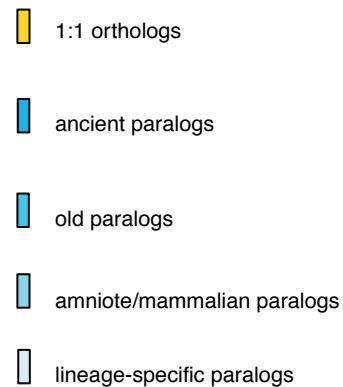 1:1 orthologs
ancient paralogs
old paralogs
amniote/mammalian paralogs
lineage-specific paralogs